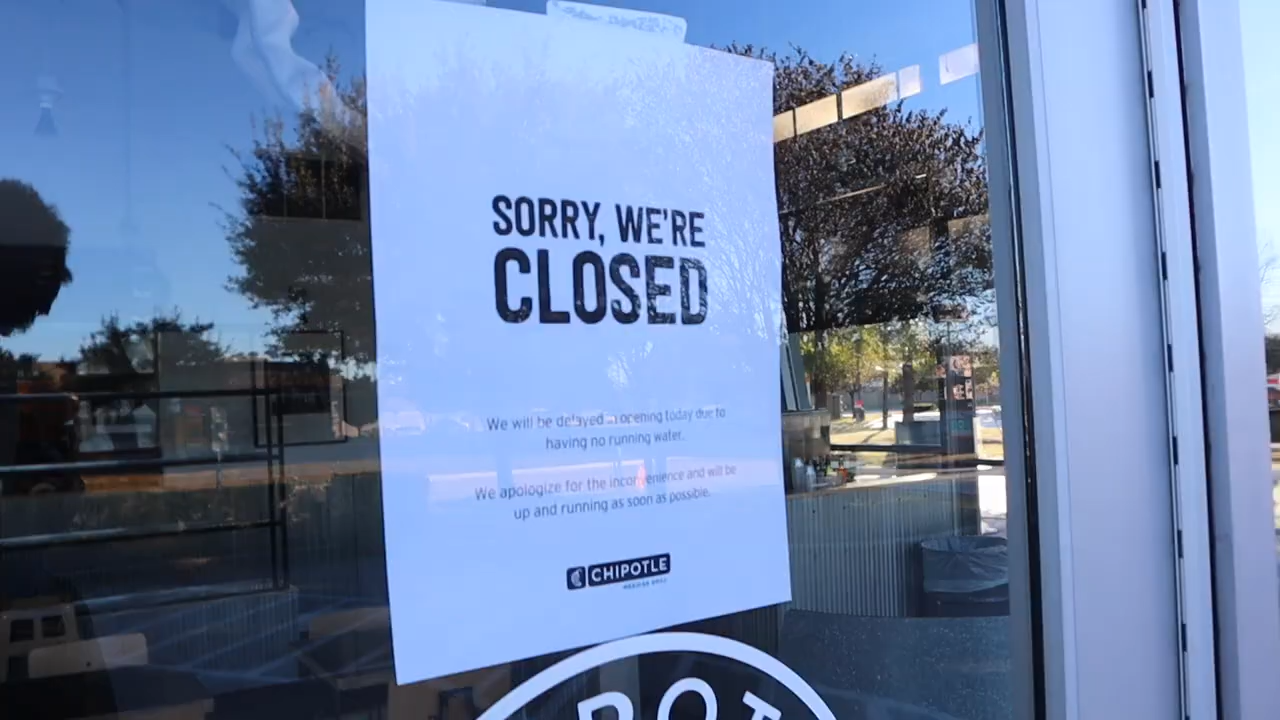 SORRY, WE'RE
CLOSED
We will be delayed in opening today due to
having no running water.
We apologize for the inconvenience and will be
up and running as soon as possible.
CHIPOTLE
MEXICAN GRILL
POT